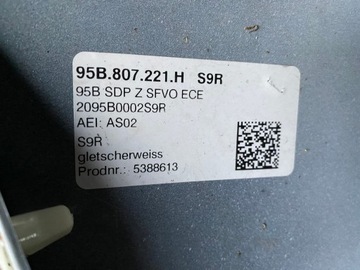 95B.807.221.H S9R
95B SDP Z SFVO ECE
2095B0002S9R
AEI: AS02
S9R
gletscherweiss
Prodnr.: 5388613